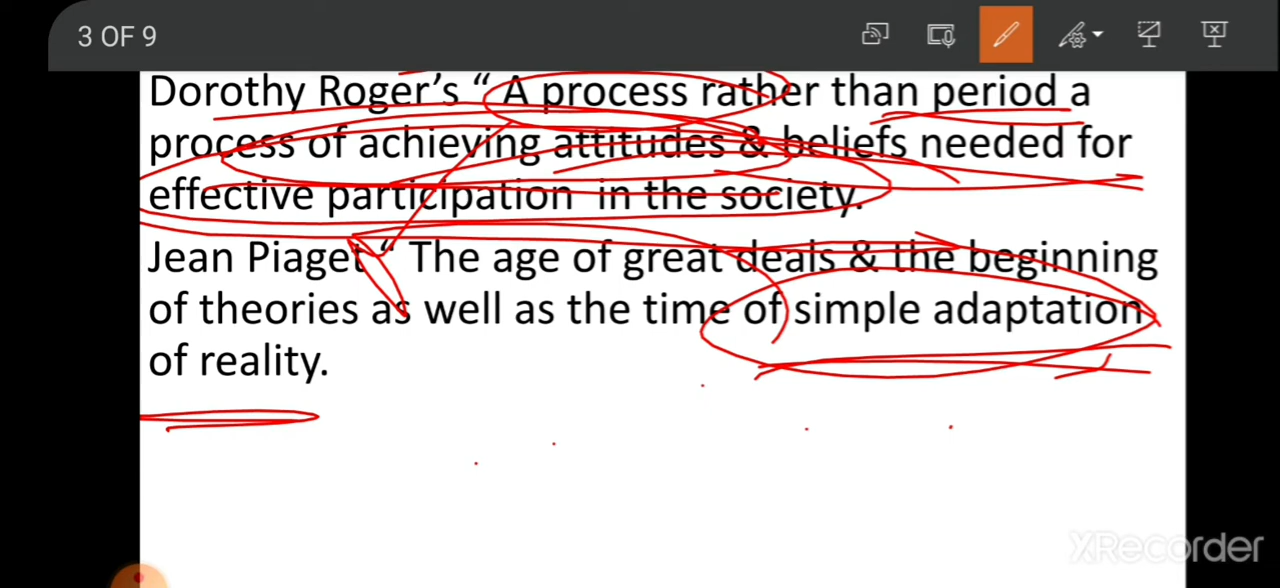 3 OF 9
Dorothy Roger’s “ A process rather than period a
process of achieving attitudes & beliefs needed for
effective participation in the society.
Jean Piaget “ The age of great deals & the beginning
of theories as well as the time of simple adaptation
of reality.
XRecorder